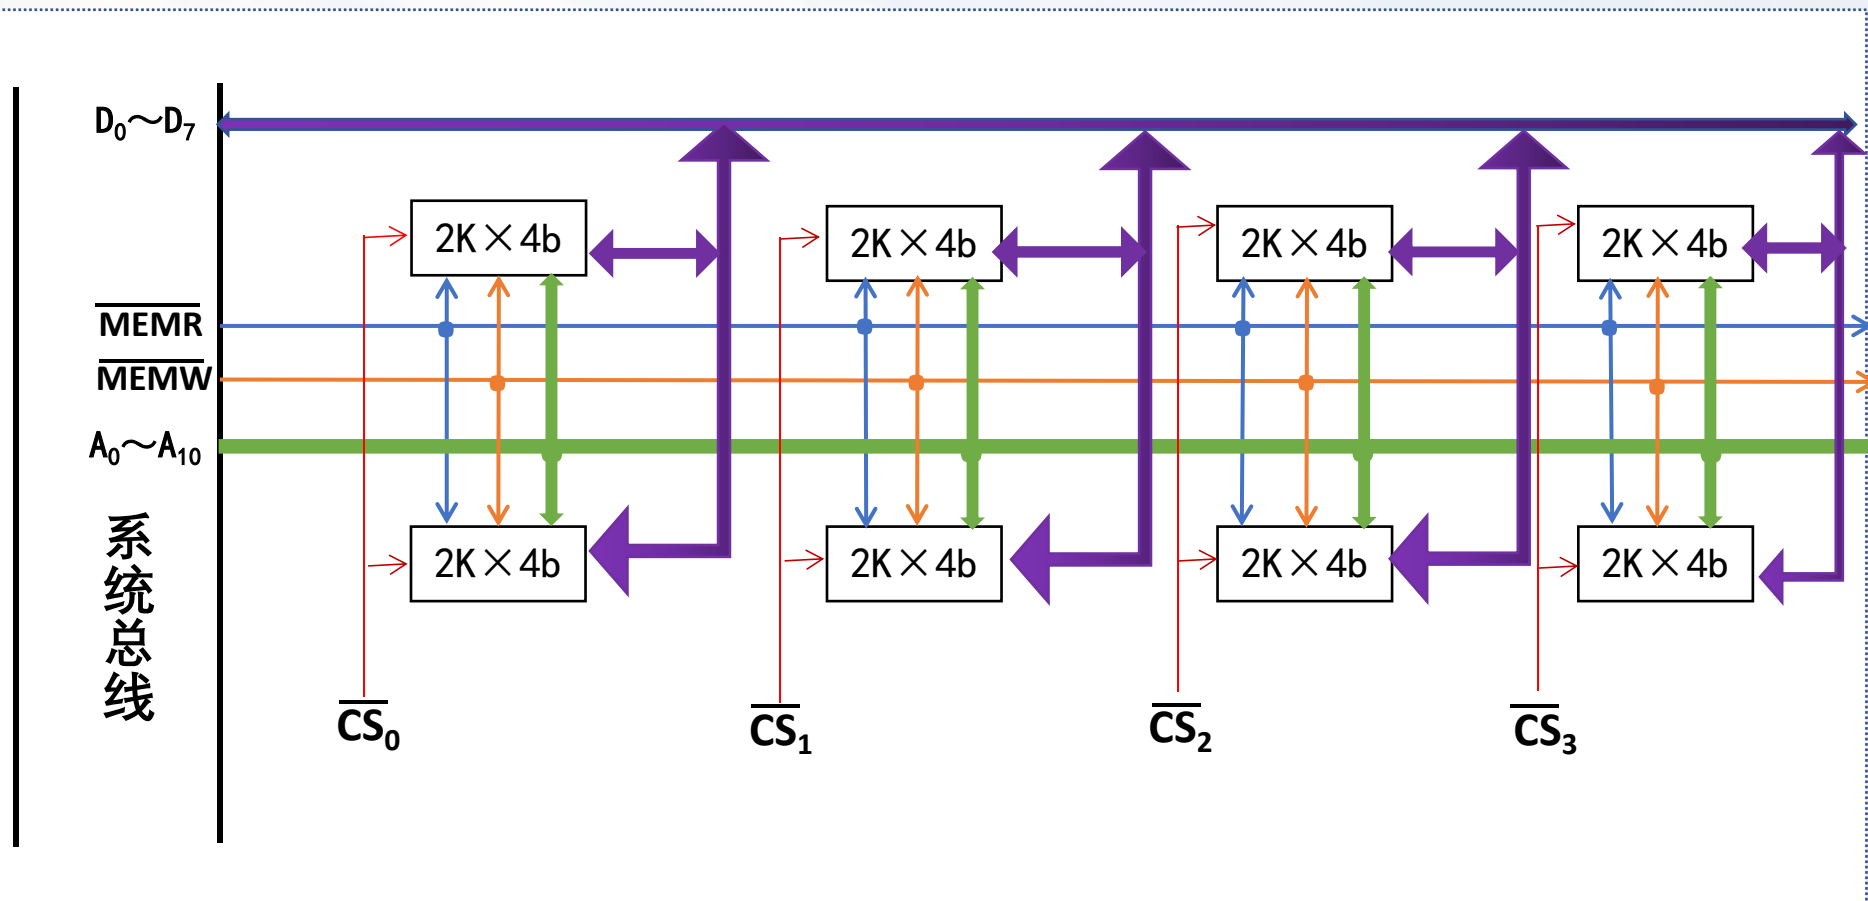 D₀～D₇
2K×4b 2K×4b 2K×4b 2K×4b
MEMR
MEMW
A₀～A₁₀
2K×4b 2K×4b 2K×4b 2K×4b
系统总线
CS₀ CS₁ CS₂ CS₃